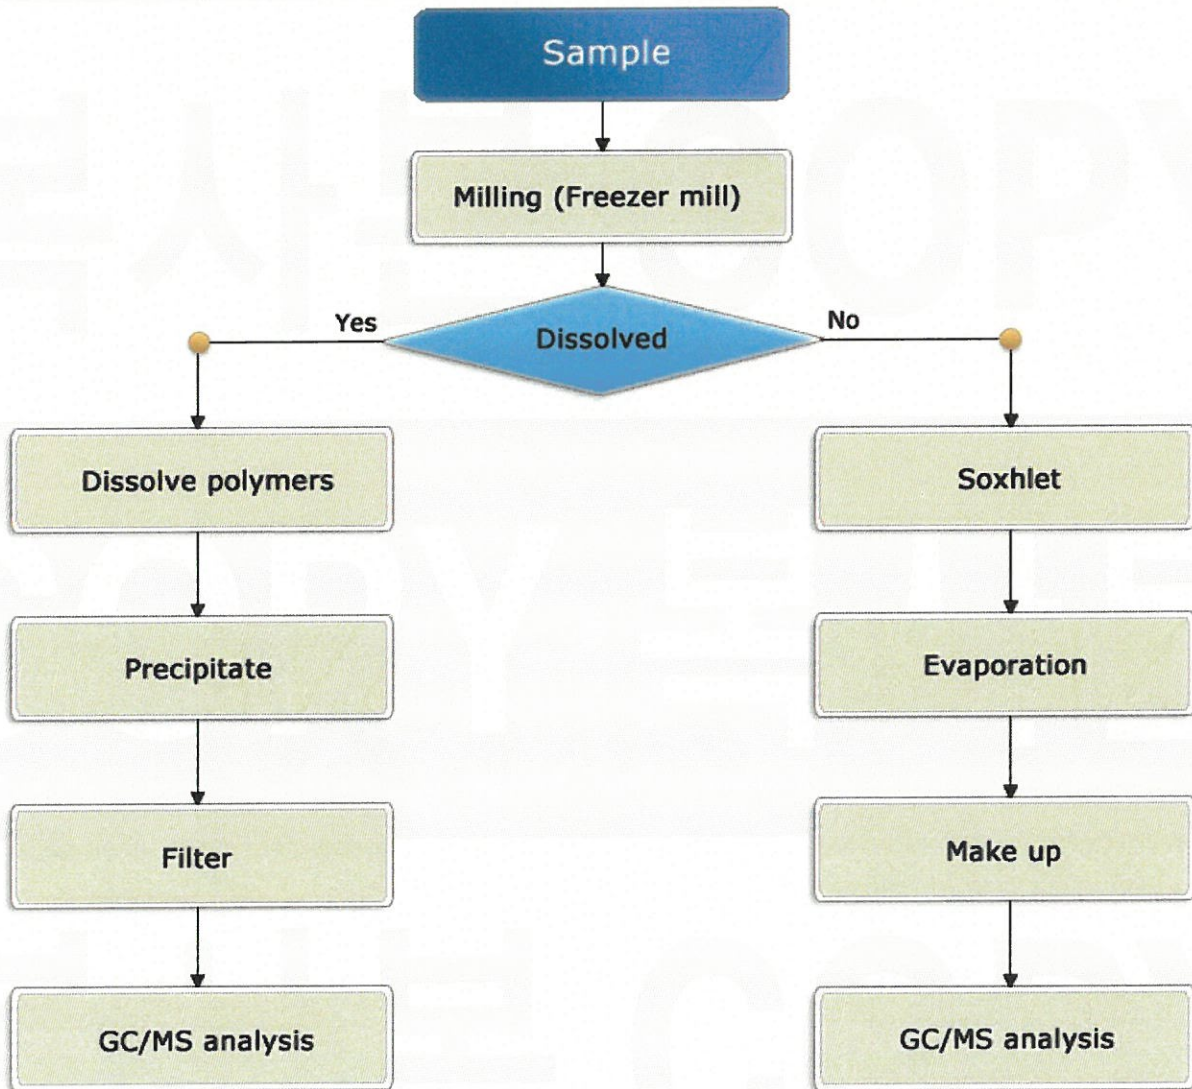 Sample
Milling (Freezer mill)
Yes
Dissolved
No
Dissolve polymers
Soxhlet
Precipitate
Evaporation
Filter
Make up
GC/MS analysis
GC/MS analysis